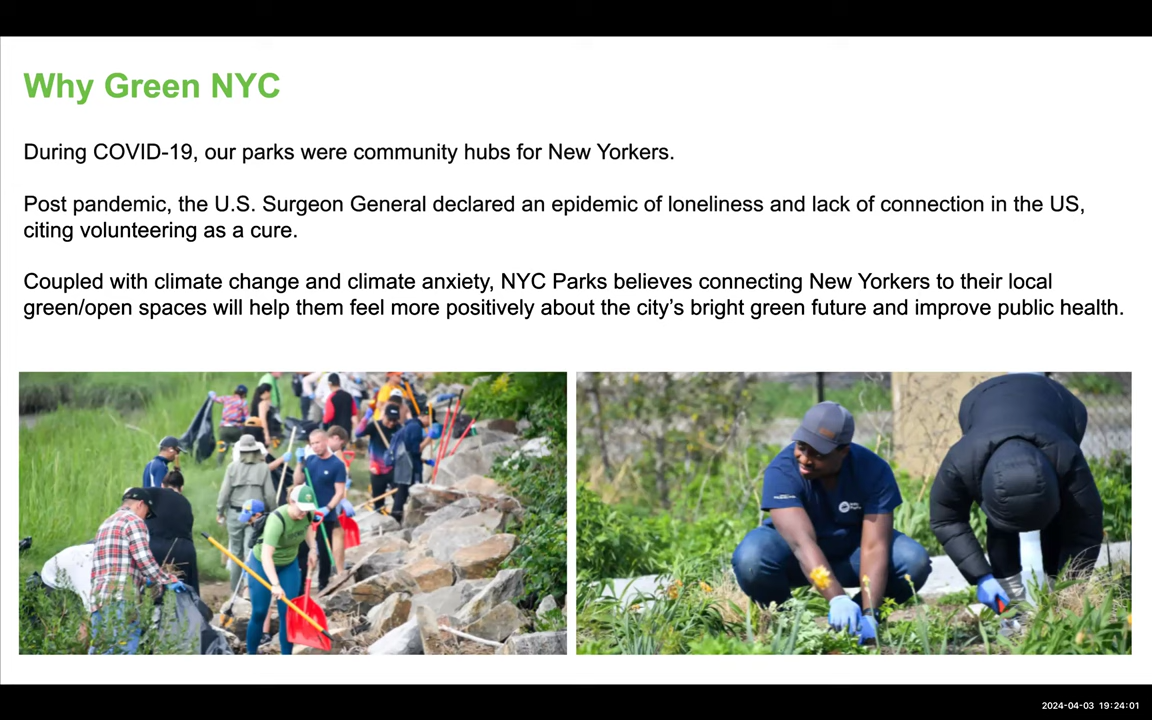 Why Green NYC
During COVID-19, our parks were community hubs for New Yorkers.
Post pandemic, the U.S. Surgeon General declared an epidemic of loneliness and lack of connection in the US,
citing volunteering as a cure.
Coupled with climate change and climate anxiety, NYC Parks believes connecting New Yorkers to their local
green/open spaces will help them feel more positively about the city's bright green future and improve public health.
2024-04-03 19:24:01